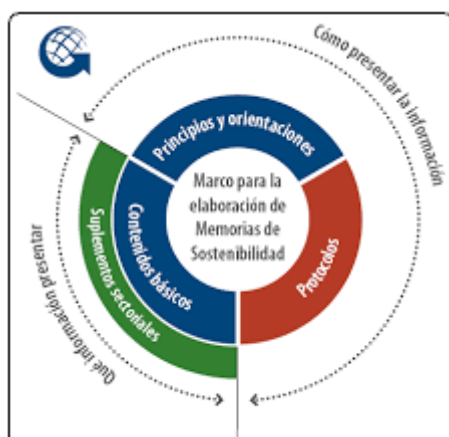 Cómo presentar la información
Principios y orientaciones
Marco para la
elaboración de
Memorias de
Sostenibilidad
Contenidos básicos
Suplementos sectoriales
Protocolos
Qué información presentar